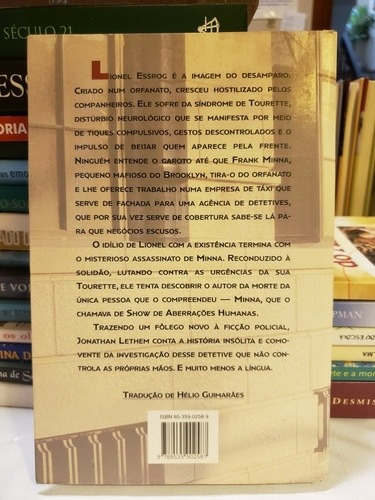 SÉCULO 21
LIONEL ESSROG É A IMAGEM DO DESAMPARO.
CRIADO NUM ORFANATO, CRESCEU HOSTILIZADO PELOS
COMPANHEIROS. ELE SOFRE DA SÍNDROME DE TOURETTE,
DISTÚRBIO NEUROLÓGICO QUE SE MANIFESTA POR MEIO
DE TIQUES COMPULSIVOS, GESTOS DESCONTROLADOS E O
IMPULSO DE BEIJAR QUEM APARECE PELA FRENTE.
NINGUÉM ENTENDE O GAROTO ATÉ QUE FRANK MINNA,
PEQUENO MAFIOSO DO BROOKLYN, TIRA-O DO ORFANATO
E LHE OFERECE TRABALHO NUMA EMPRESA DE TÁXI QUE
SERVE DE FACHADA PARA UMA AGÊNCIA DE DETETIVES,
QUE POR SUA VEZ SERVE DE COBERTURA SABE-SE LÁ PA-
RA QUE NEGÓCIOS ESCUSOS.
O IDÍLIO DE LIONEL COM A EXISTÊNCIA TERMINA COM
O MISTERIOSO ASSASSINATO DE MINNA. RECONDUZIDO À
SOLIDÃO, LUTANDO CONTRA AS URGÊNCIAS DA SUA
TOURETTE, ELE TENTA DESCOBRIR O AUTOR DA MORTE DA
ÚNICA PESSOA QUE O COMPREENDEU — MINNA, QUE
O CHAMAVA DE SHOW DE ABERRAÇÕES HUMANAS.
TRAZENDO UM FÔLEGO NOVO À FICÇÃO POLICIAL,
JONATHAN LETHEM CONTA A HISTÓRIA INSÓLITA E COMO-
VENTE DA INVESTIGAÇÃO DESSE DETETIVE QUE NÃO CON-
TROLA AS PRÓPRIAS MÃOS. E MUITO MENOS A LÍNGUA.
TRADUÇÃO DE HÉLIO GUIMARÃES
ISBN 85-359-0258-9
9 788535 902587